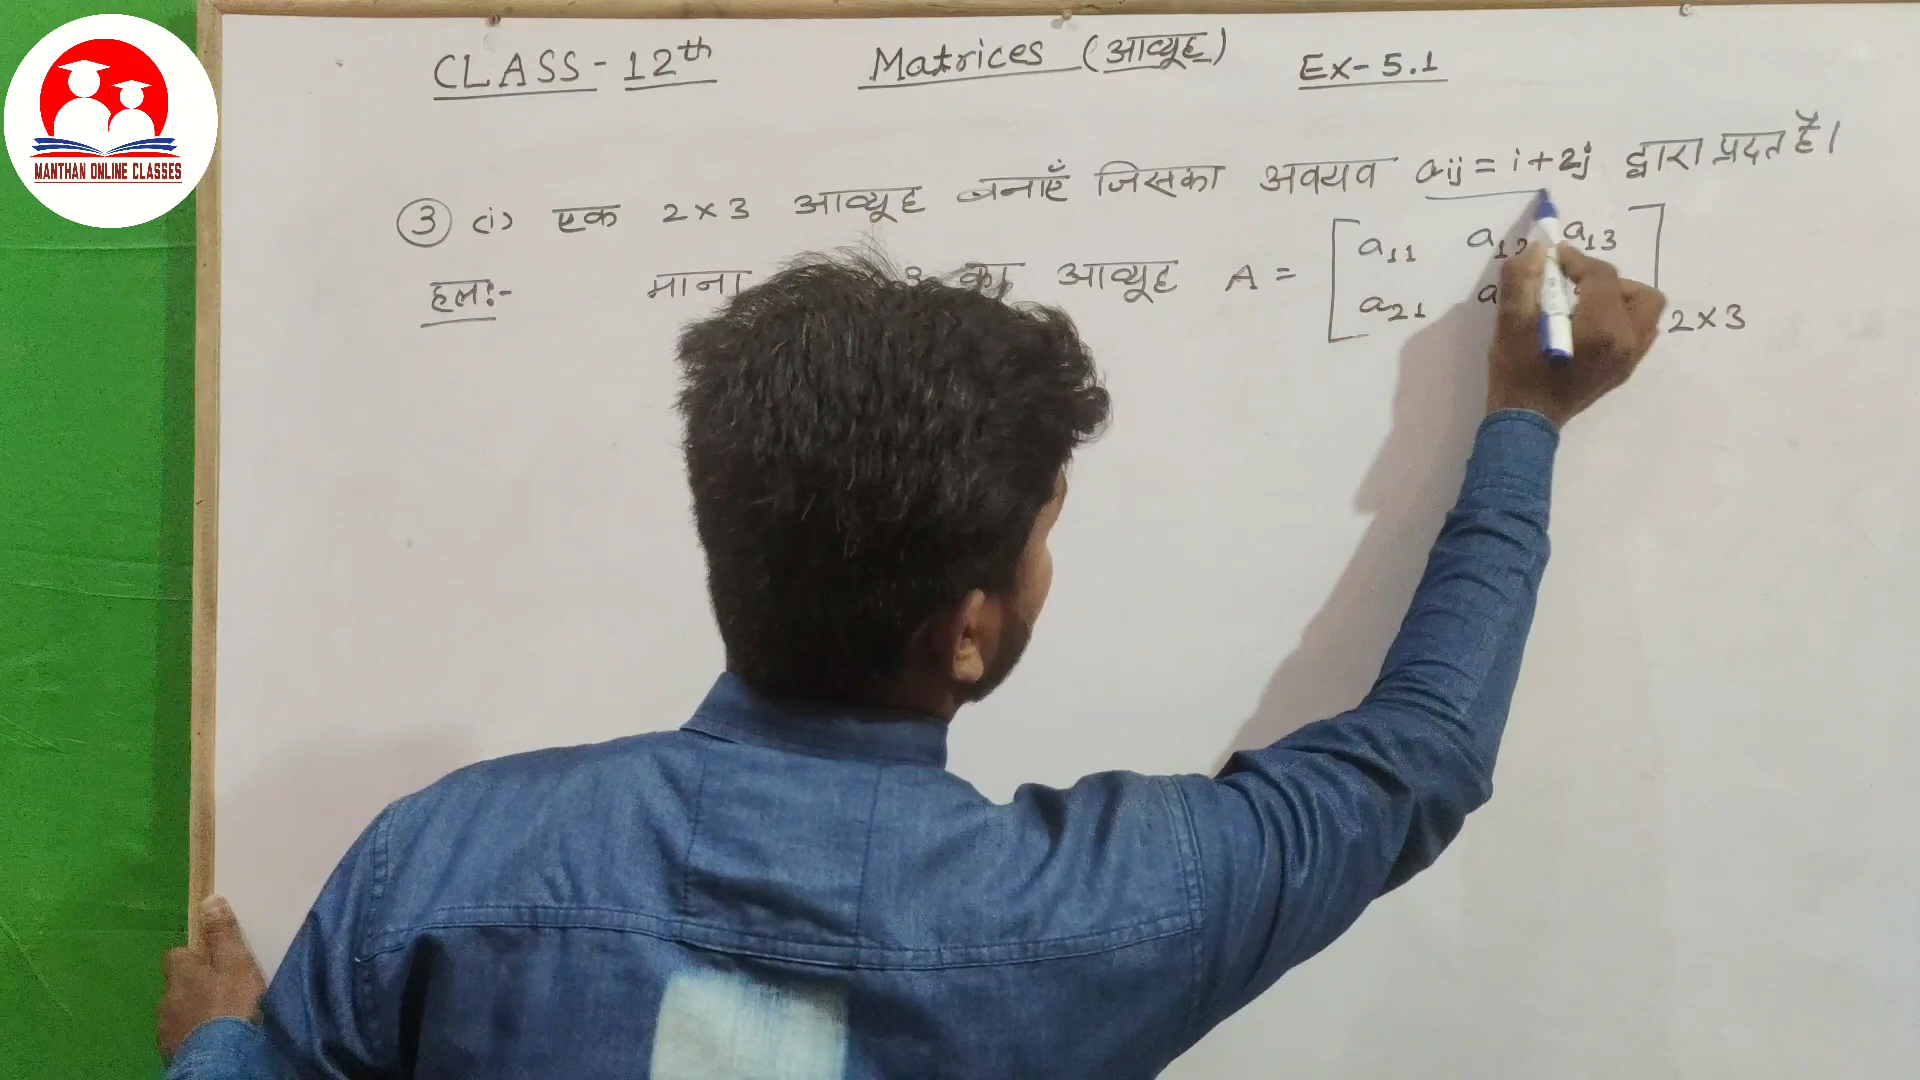 MANTHAN ONLINE CLASSES
CLASS-12th Matrices (आव्यूह) Ex-5.1
③ (i) एक 2×3 आव्यूह बनाएँ जिसका अवयव aij = i+2j द्वारा प्रदत है।
हलः- माना 3 का आव्यूह A =
a11 a12 a13
a21 a
2×3